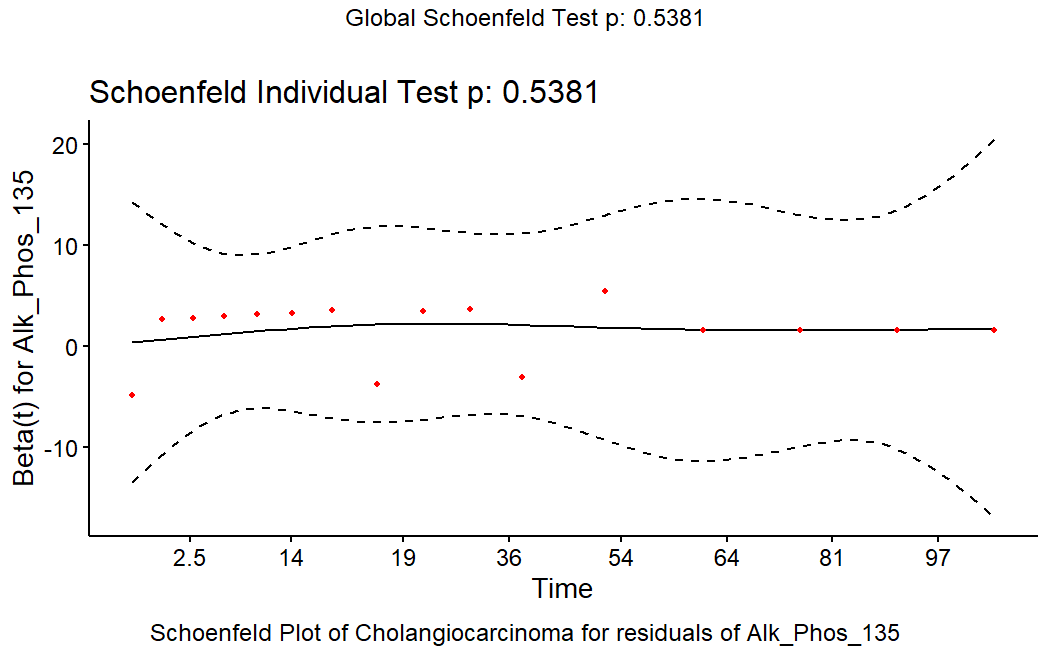 Global Schoenfeld Test p: 0.5381
Schoenfeld Individual Test p: 0.5381
Beta(t) for Alk_Phos_135
20
10
0
-10
2.5 14 19 36 54 64 81 97
Time
Schoenfeld Plot of Cholangiocarcinoma for residuals of Alk_Phos_135